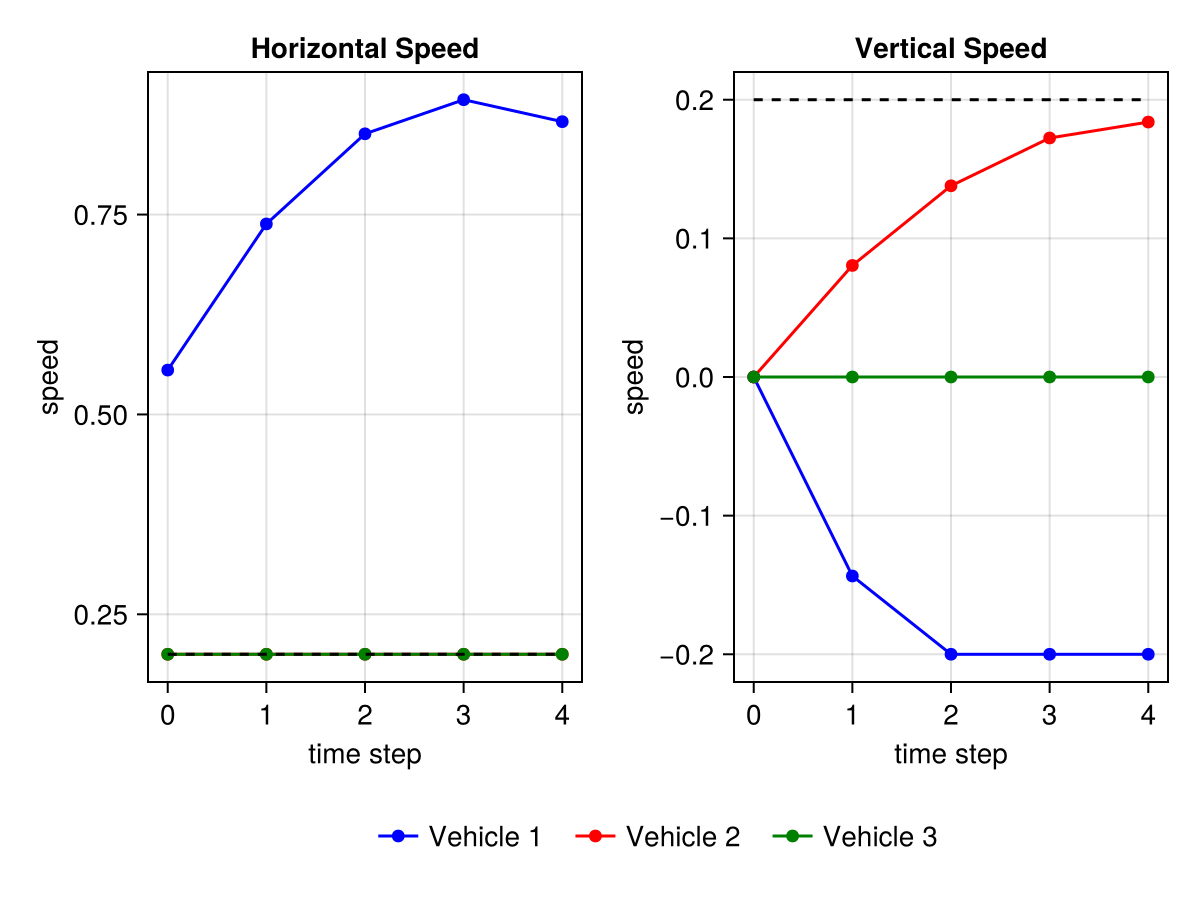 Horizontal Speed
speed
0.75
0.50
0.25
0
1
2
3
4
time step
Vertical Speed
speed
0.2
0.1
0.0
−0.1
−0.2
0
1
2
3
4
time step
Vehicle 1
Vehicle 2
Vehicle 3